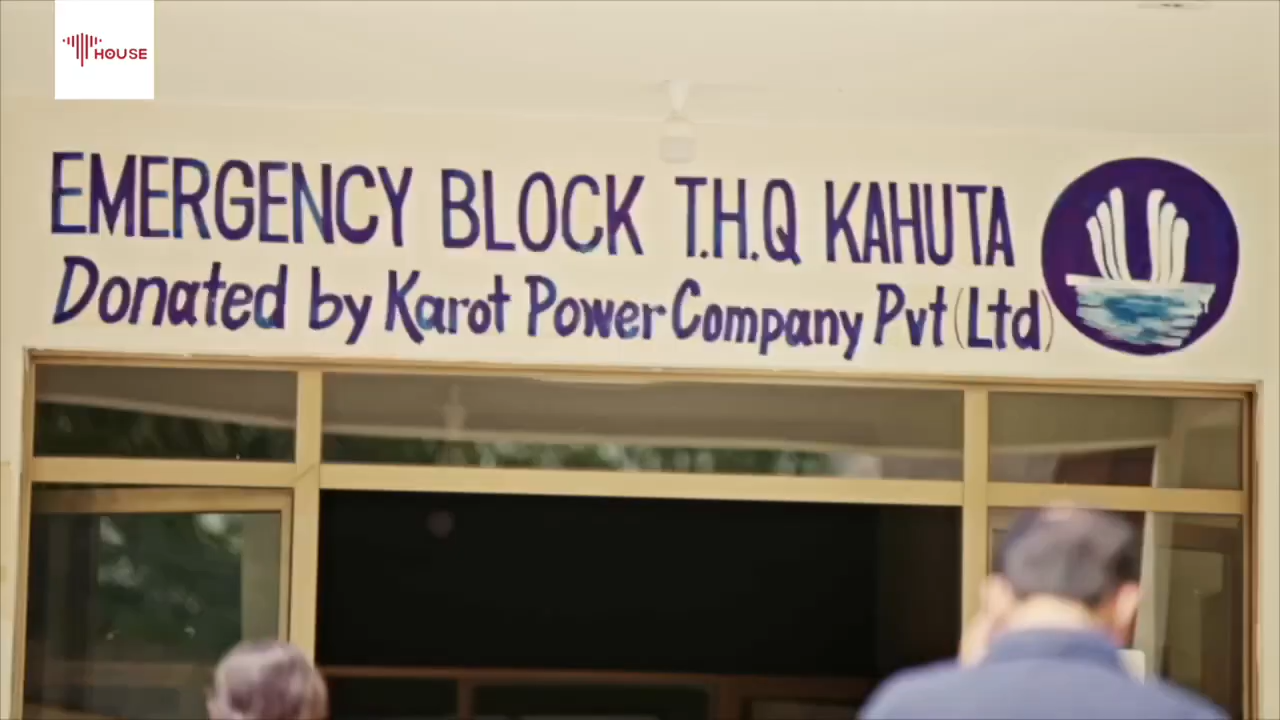 HOUSE
EMERGENCY BLOCK T.H.Q KAHUTA
Donated by Karot Power Company Pvt (Ltd)